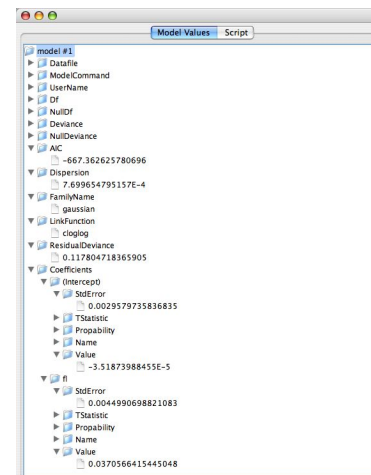 Model Values Script
model #1
Datafile
ModelCommand
UserName
Df
NullDf
Deviance
NullDeviance
AIC
-667.362625780696
Dispersion
7.699654795157E-4
FamilyName
gaussian
LinkFunction
cloglog
ResidualDeviance
0.117804718365905
Coefficients
(Intercept)
StdError
0.0029579735836835
TStatistic
Propability
Name
Value
-3.51873988455E-5
fl
StdError
0.0044990698821083
TStatistic
Propability
Name
Value
0.0370566415445048